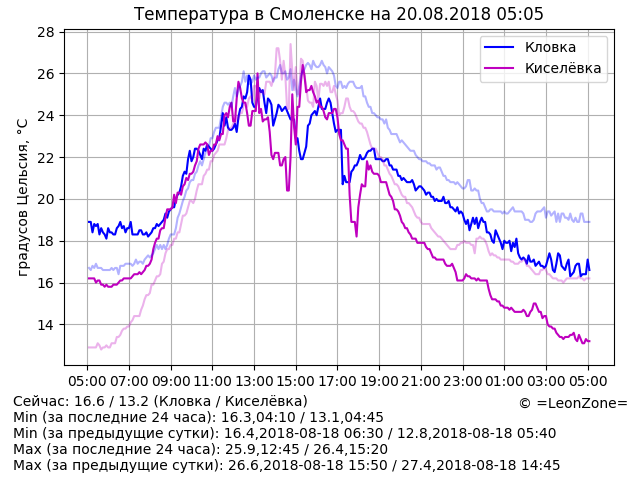 Температура в Смоленске на 20.08.2018 05:05
градусов Цельсия, °C
28
26
24
22
20
18
16
14
Кловка
Киселёвка
05:00 07:00 09:00 11:00 13:00 15:00 17:00 19:00 21:00 23:00 01:00 03:00 05:00
Сейчас: 16.6 / 13.2 (Кловка / Киселёвка)
© =LeonZone=
Min (за последние 24 часа): 16.3,04:10 / 13.1,04:45
Min (за предыдущие сутки): 16.4,2018-08-18 06:30 / 12.8,2018-08-18 05:40
Max (за последние 24 часа): 25.9,12:45 / 26.4,15:20
Max (за предыдущие сутки): 26.6,2018-08-18 15:50 / 27.4,2018-08-18 14:45